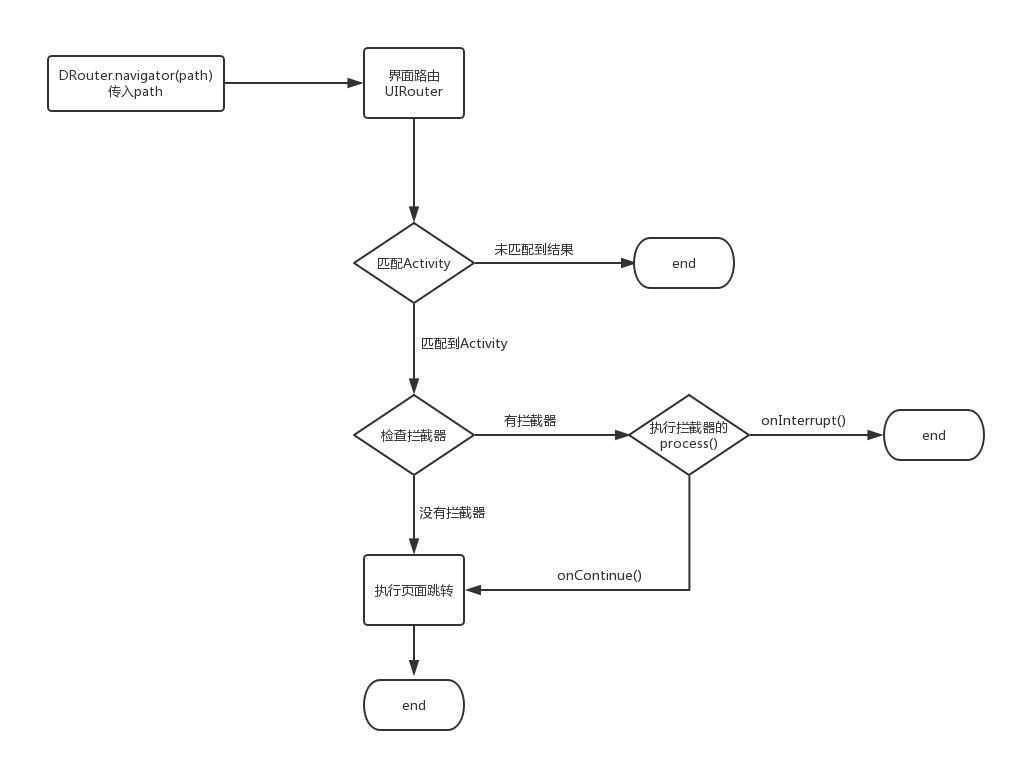 DRouter.navigator(path)
传入path
界面路由
UIRouter
匹配Activity
未匹配到结果
end
匹配到Activity
检查拦截器
有拦截器
执行拦截器的
process()
onInterrupt()
end
没有拦截器
执行页面跳转
onContinue()
end